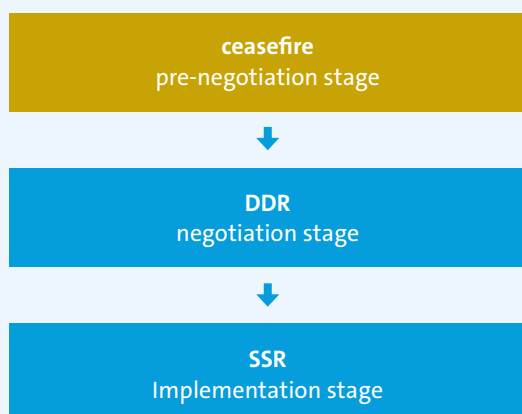 ceasefire
pre-negotiation stage
DDR
negotiation stage
SSR
Implementation stage